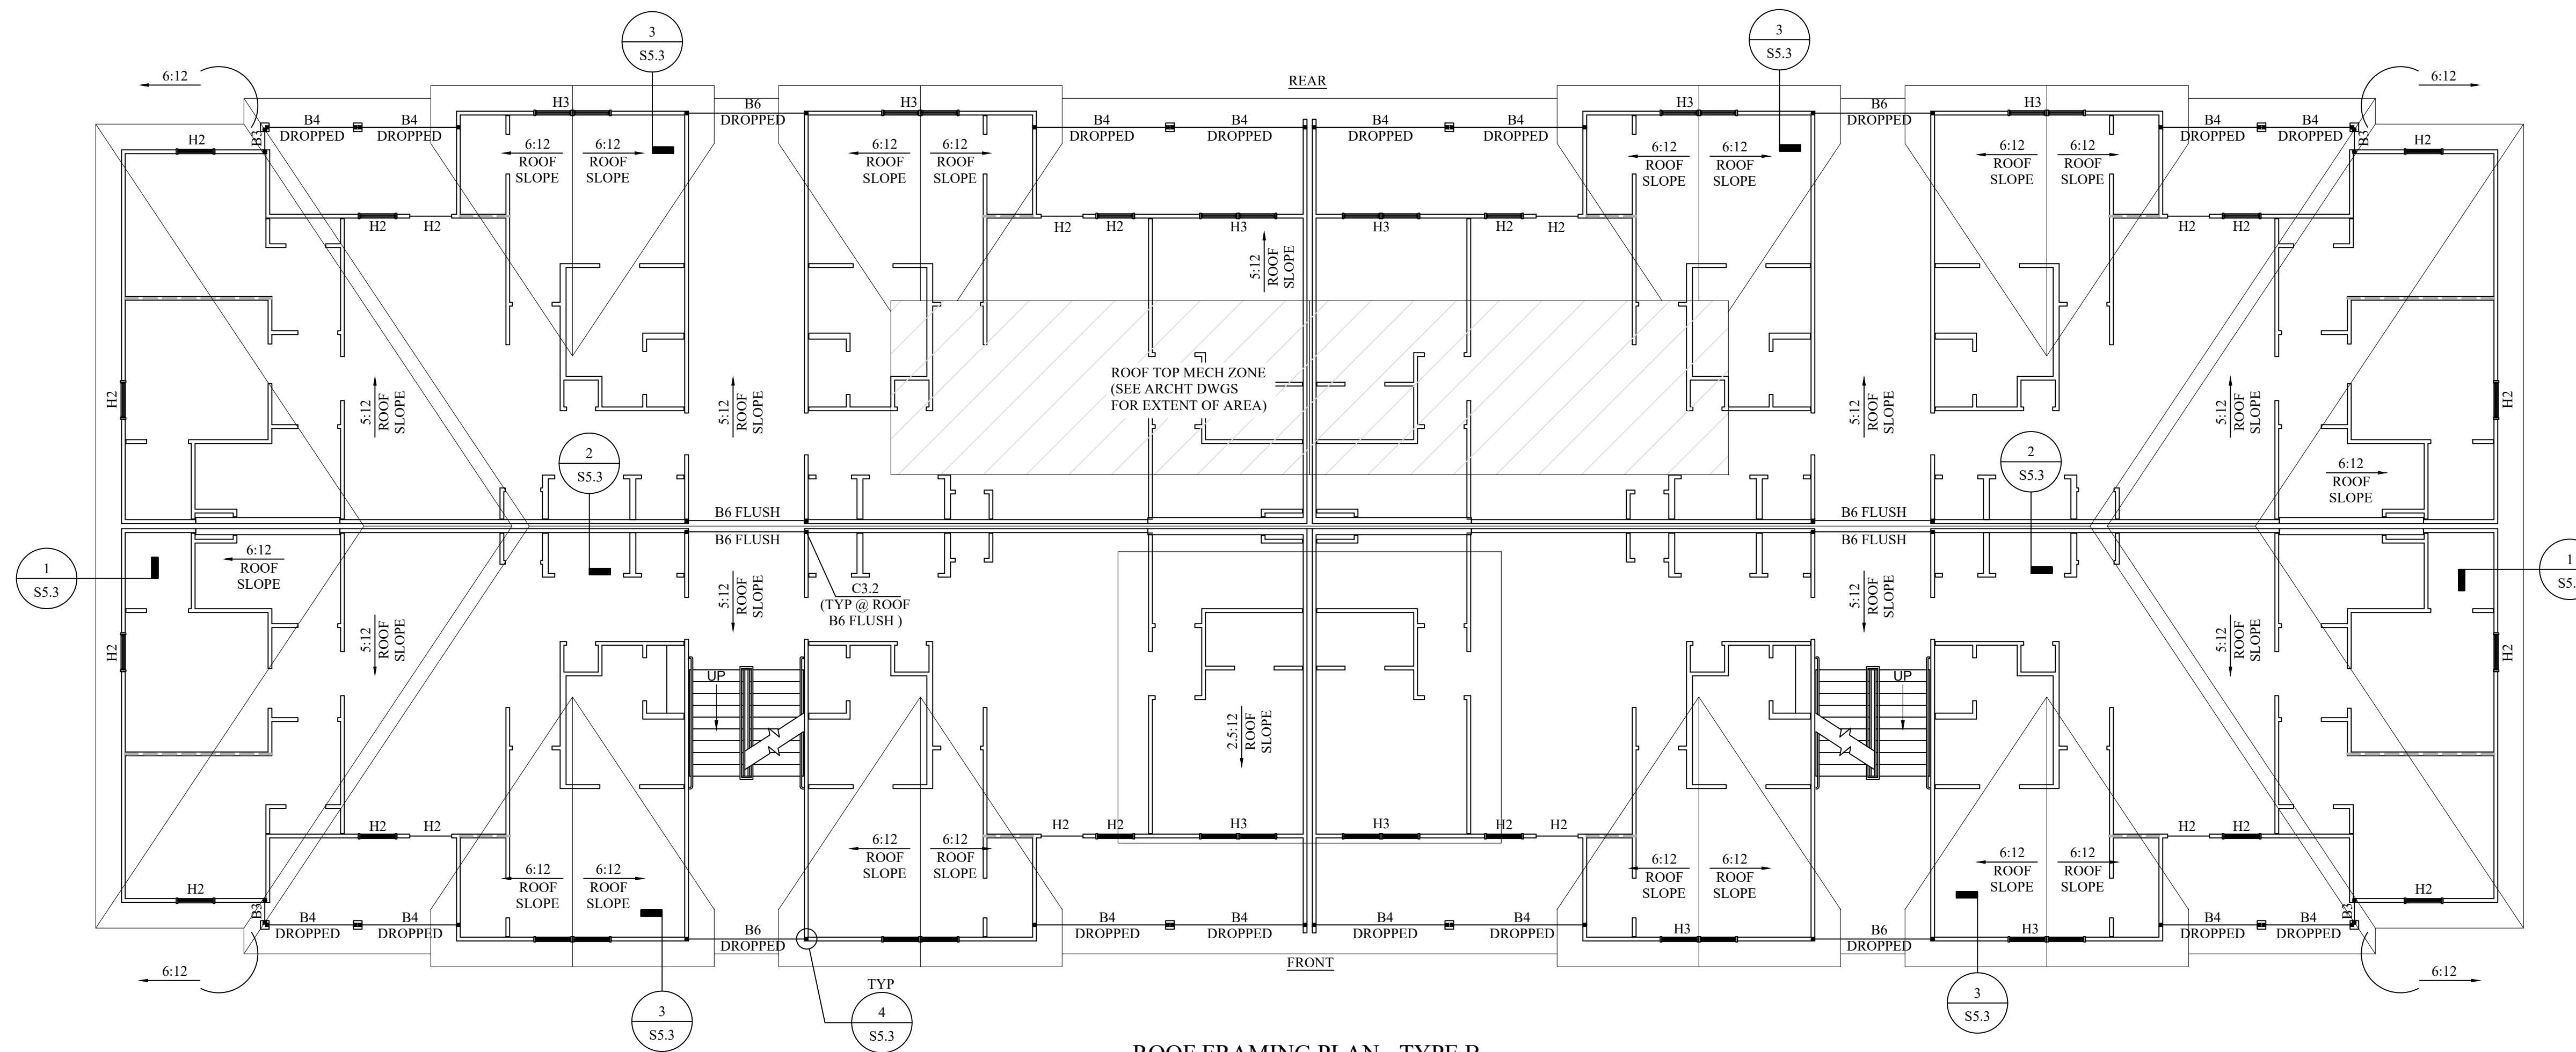 3
S5.3
3
S5.3
6:12
REAR
6:12
B4
DROPPED
B4
DROPPED
H3
B6
DROPPED
H3
B4
DROPPED
B4
DROPPED
B4
DROPPED
B4
DROPPED
H3
B6
DROPPED
H3
B4
DROPPED
B4
DROPPED
B3
B3
H2
H2
6:12
ROOF
SLOPE
6:12
ROOF
SLOPE
6:12
ROOF
SLOPE
6:12
ROOF
SLOPE
6:12
ROOF
SLOPE
6:12
ROOF
SLOPE
6:12
ROOF
SLOPE
6:12
ROOF
SLOPE
H2
H2
H2
H2
H3
H3
H2
H2
H2
H2
5:12
ROOF
SLOPE
ROOF TOP MECH ZONE
(SEE ARCHT DWGS
FOR EXTENT OF AREA)
H2
5:12
ROOF
SLOPE
5:12
ROOF
SLOPE
5:12
ROOF
SLOPE
5:12
ROOF
SLOPE
H2
2
S5.3
2
S5.3
6:12
ROOF
SLOPE
B6 FLUSH
B6 FLUSH
B6 FLUSH
B6 FLUSH
1
S5.3
6:12
ROOF
SLOPE
5:12
ROOF
SLOPE
C3.2
(TYP @ ROOF
B6 FLUSH )
5:12
ROOF
SLOPE
1
H2
5:12
ROOF
SLOPE
5:12
ROOF
SLOPE
H2
UP
UP
2.5:12
ROOF
SLOPE
H2
H2
H2
H2
H3
H3
H2
H2
H2
H2
6:12
ROOF
SLOPE
6:12
ROOF
SLOPE
6:12
ROOF
SLOPE
6:12
ROOF
SLOPE
6:12
ROOF
SLOPE
6:12
ROOF
SLOPE
6:12
ROOF
SLOPE
6:12
ROOF
SLOPE
H2
H2
B3
B3
B4
DROPPED
B4
DROPPED
B6
DROPPED
B4
DROPPED
B4
DROPPED
B4
DROPPED
B4
DROPPED
H3
B6
DROPPED
H3
B4
DROPPED
B4
DROPPED
6:12
FRONT
6:12
TYP
3
S5.3
4
S5.3
3
S5.3
ROOF FRAMING PLAN - TYPE B